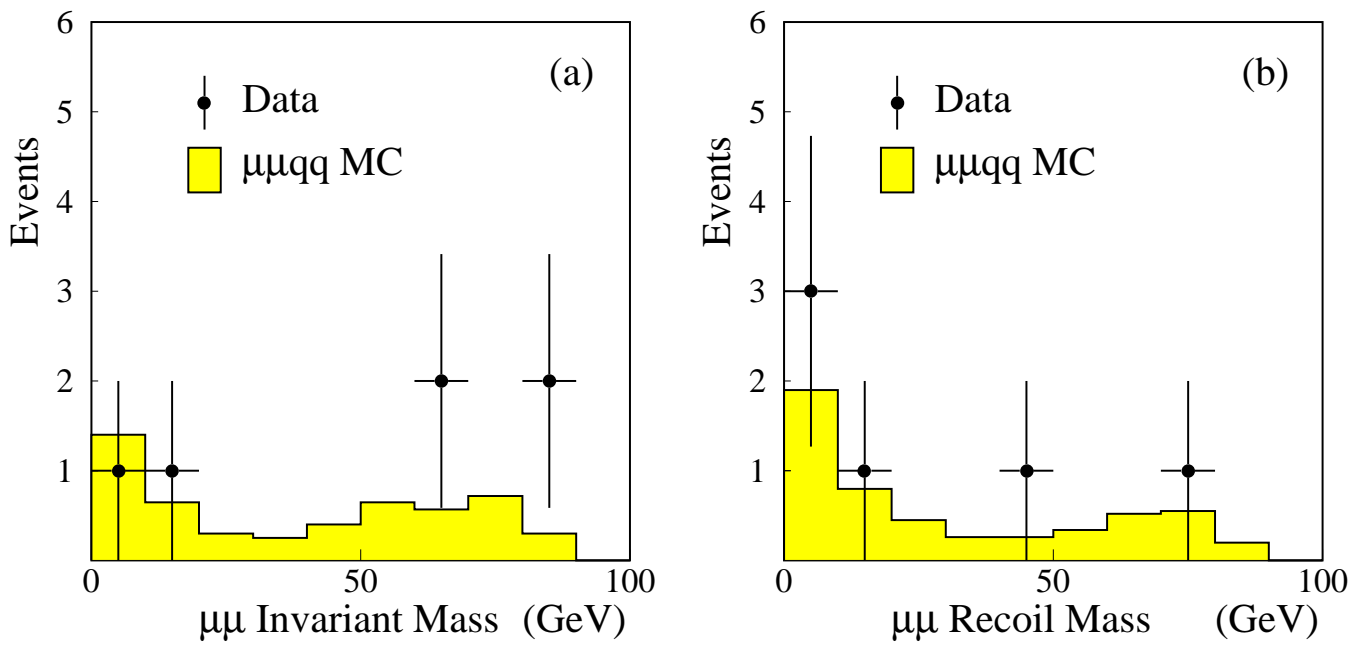 6
5
4
3
2
1
0
50
100
Events
(a)
Data
μμqq MC
μμ Invariant Mass (GeV)
6
5
4
3
2
1
0
50
100
Events
(b)
Data
μμqq MC
μμ Recoil Mass (GeV)